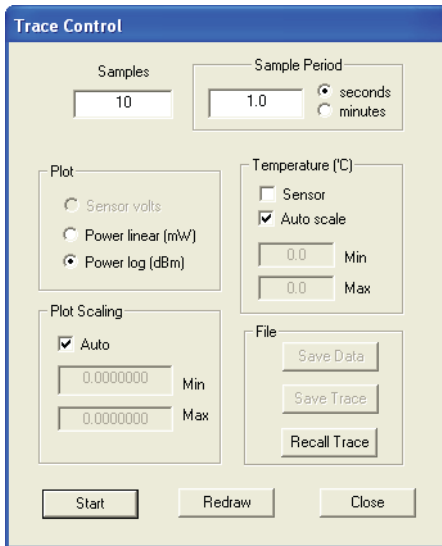 Trace Control
Samples
10
Sample Period
1.0
seconds
minutes
Plot
Sensor volts
Power linear (mW)
Power log (dBm)
Temperature (°C)
Sensor
Auto scale
0.0 Min
0.0 Max
Plot Scaling
Auto
0.0000000 Min
0.0000000 Max
File
Save Data
Save Trace
Recall Trace
Start Redraw Close